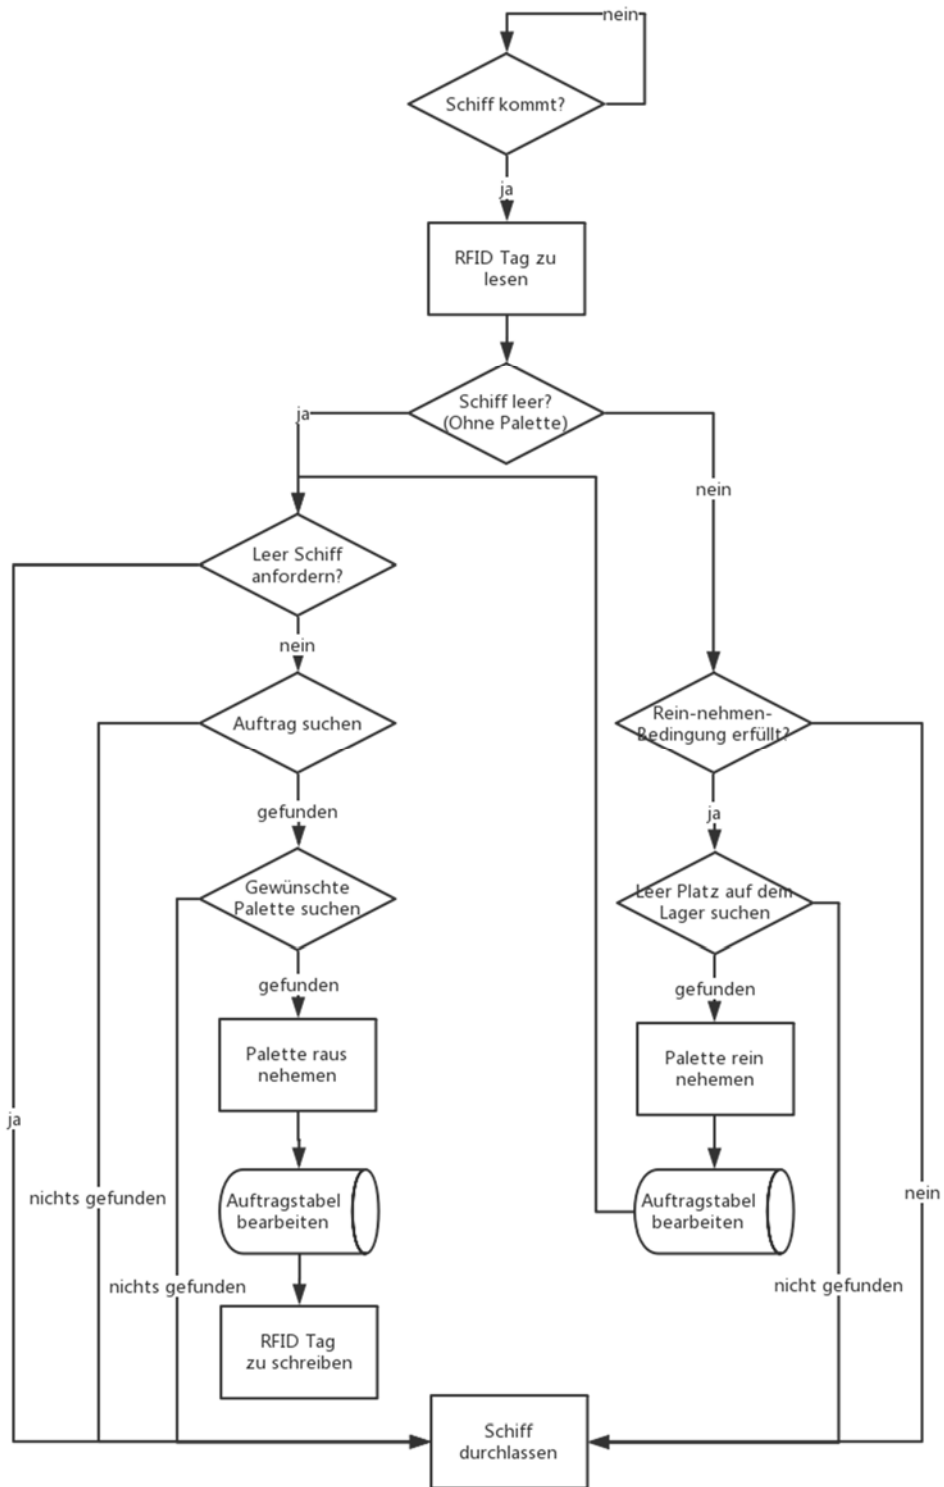 nein
Schiff kommt?
ja
RFID Tag zu
lesen
Schiff leer?
(Ohne Palette)
ja
nein
Leer Schiff
anfordern?
nein
Auftrag suchen
Rein-nehmen-
Bedingung erfüllt?
gefunden
ja
Gewünschte
Palette suchen
Leer Platz auf dem
Lager suchen
gefunden
gefunden
Palette raus
nehemen
Palette rein
nehemen
ja
nichts gefunden
Auftragstabel
bearbeiten
Auftragstabel
bearbeiten
nein
nichts gefunden
nicht gefunden
RFID Tag
zu schreiben
Schiff
durchlassen